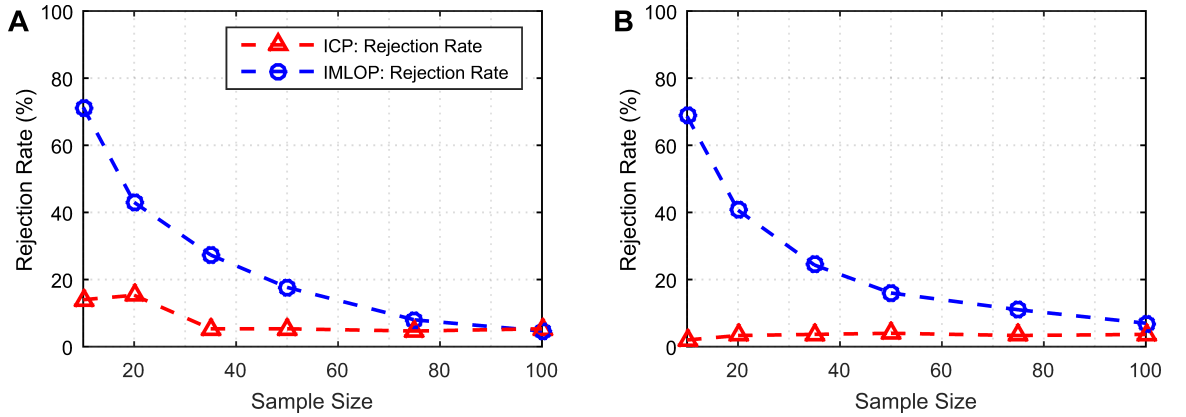 A
100
80
60
40
20
0
Rejection Rate (%)
ICP: Rejection Rate
IMLOP: Rejection Rate
20 40 60 80 100
Sample Size
B
100
80
60
40
20
0
Rejection Rate (%)
20 40 60 80 100
Sample Size